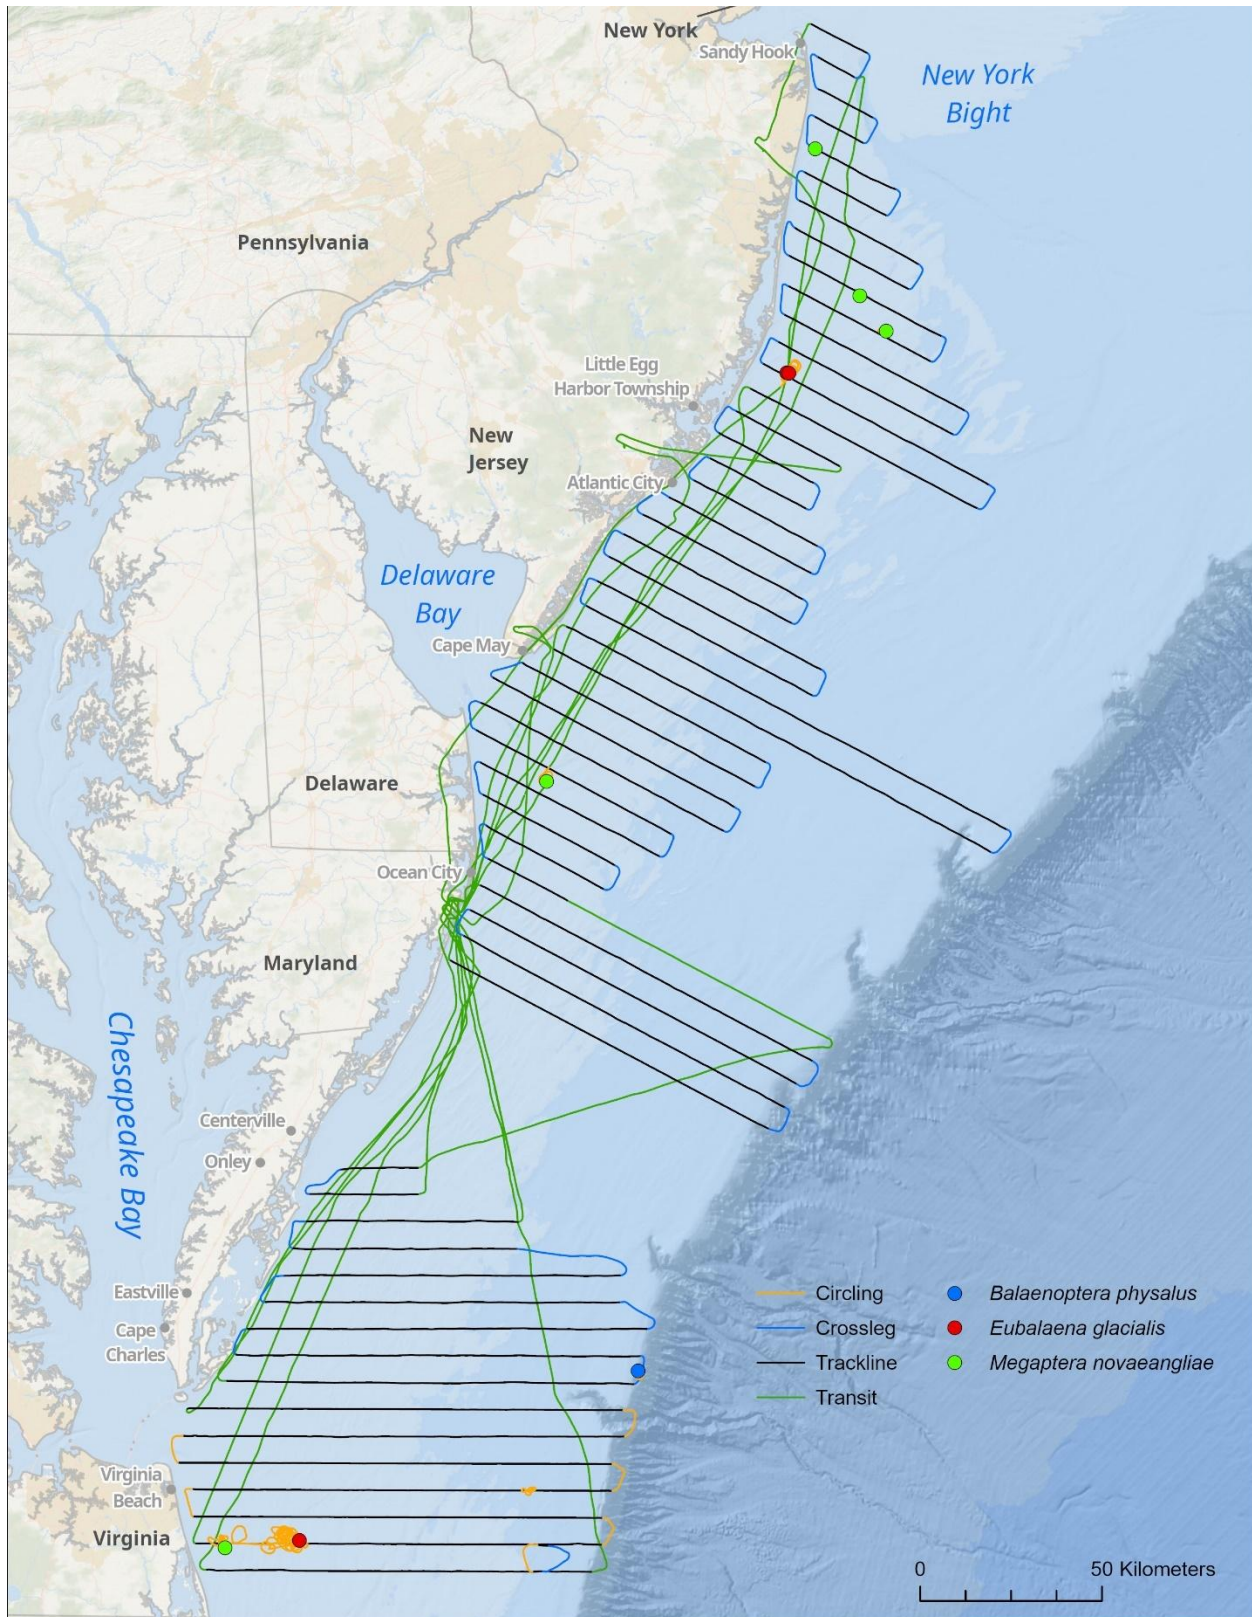 New York
Sandy Hook
New York
Bight
Pennsylvania
Little Egg
Harbor Township
New
Jersey
Atlantic City
Delaware
Bay
Cape May
Delaware
Ocean City
Maryland
Chesapeake Bay
Centerville
Onley
Eastville
Cape
Charles
Circling
Balaenoptera physalus
Crossleg
Eubalaena glacialis
Trackline
Megaptera novaeangliae
Transit
Virginia
Beach
Virginia
0 50 Kilometers